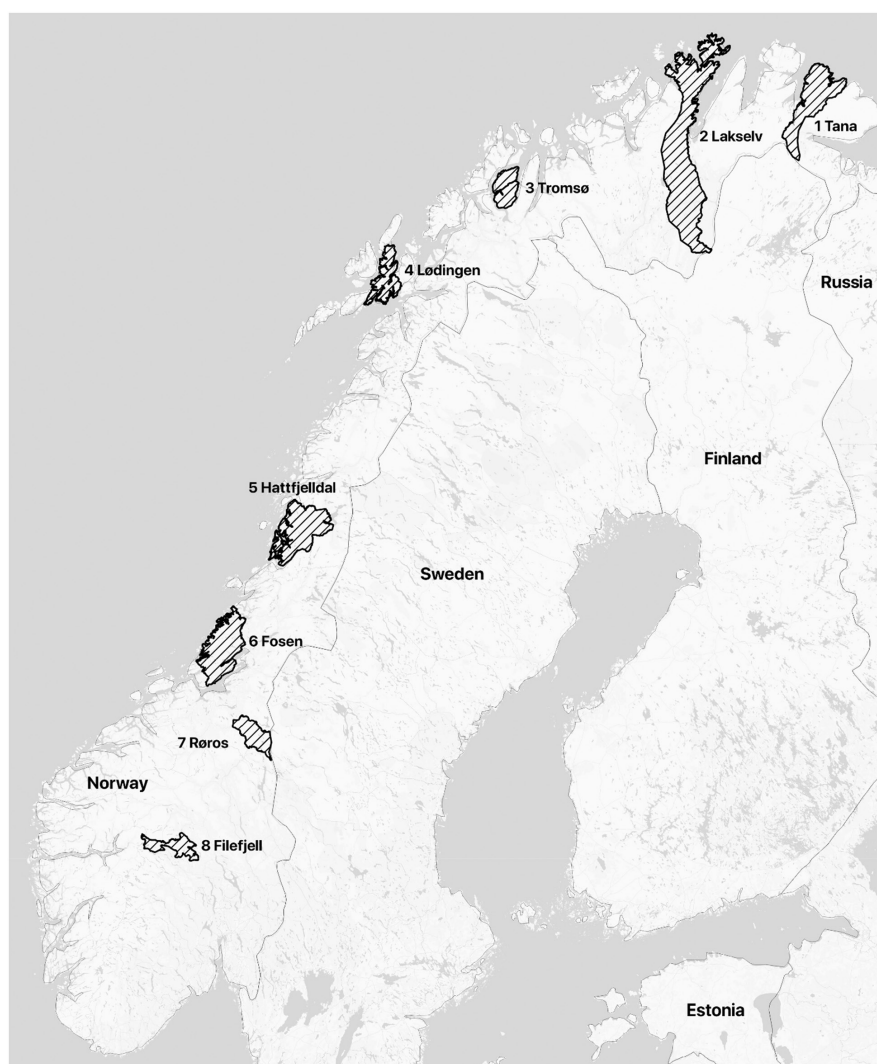 1 Tana
2 Lakselv
3 Tromsø
4 Lødingen
Russia
Finland
5 Hattfjelldal
Sweden
6 Fosen
7 Røros
Norway
8 Filefjell
Estonia